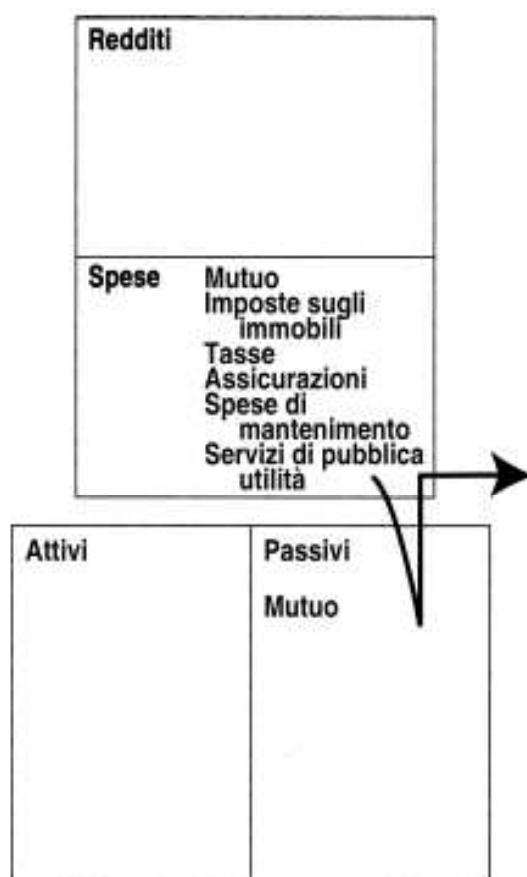 Redditi
Spese Mutuo
Imposte sugli
immobili
Tasse
Assicurazioni
Spese di
mantenimento
Servizi di pubblica
utilità
Attivi
Passivi
Mutuo